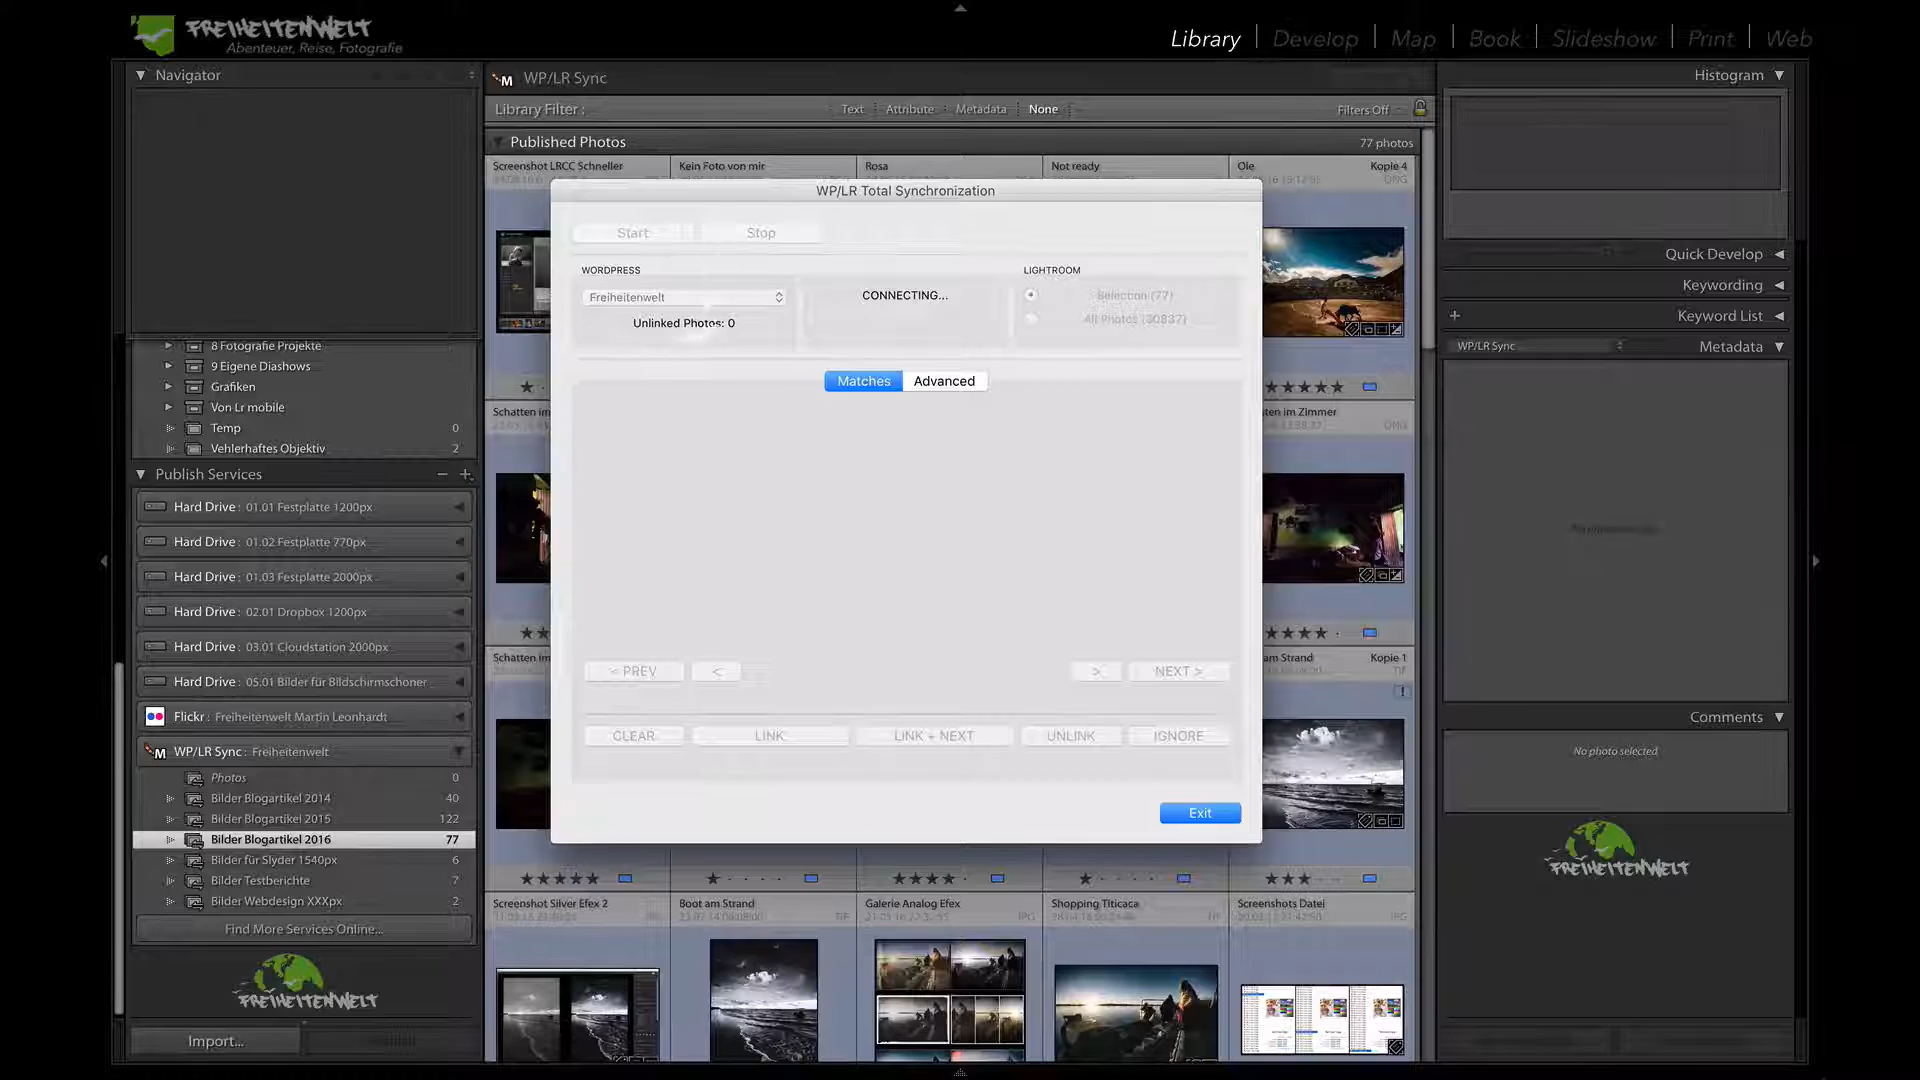 FREIHEITENWELT
Abenteuer, Reise, Fotografie
Library Develop Map Book Slideshow Print Web
Navigator
WP/LR Sync
Histogram
Library Filter : Text Attribute Metadata None Filters Off
Published Photos 77 photos
Screenshot LRCC Schneller Kein Foto von mir Rosa Not ready Ole Kopie 4
DNG
WP/LR Total Synchronization
Start Stop
WORDPRESS LIGHTROOM
Freiheitenwelt
CONNECTING...
Selection (77)
Unlinked Photos: 0
All Photos (30837)
Matches Advanced
< PREV < > NEXT >
CLEAR LINK LINK + NEXT UNLINK IGNORE
Exit
Quick Develop
Keywording
Keyword List
WP/LR Sync Metadata
Comments
No photo selected
FREIHEITENWELT
8 Fotografie Projekte
9 Eigene Diashows
Grafiken
Von Lr mobile
Temp 0
Vehlerhaftes Objektiv 2
Publish Services
Hard Drive : 01.01 Festplatte 1200px
Hard Drive : 01.02 Festplatte 770px
Hard Drive : 01.03 Festplatte 2000px
Hard Drive : 02.01 Dropbox 1200px
Hard Drive : 03.01 Cloudstation 2000px
Hard Drive : 05.01 Bilder für Bildschirmschoner
Flickr : Freiheitenwelt Martin Leonhardt
WP/LR Sync : Freiheitenwelt
Photos 0
Bilder Blogartikel 2014 40
Bilder Blogartikel 2015 122
Bilder Blogartikel 2016 77
Bilder für Slyder 1540px 6
Bilder Testberichte 7
Bilder Webdesign XXXpx 2
Find More Services Online...
FREIHEITENWELT
Import...
Schatten im
ten im Zimmer
DNG
Schatten im
am Strand Kopie 1
TIF
Screenshot Silver Efex 2 Boot am Strand Galerie Analog Efex Shopping Titicaca Screenshots Datei
JPG TIF JPG TIF JPG